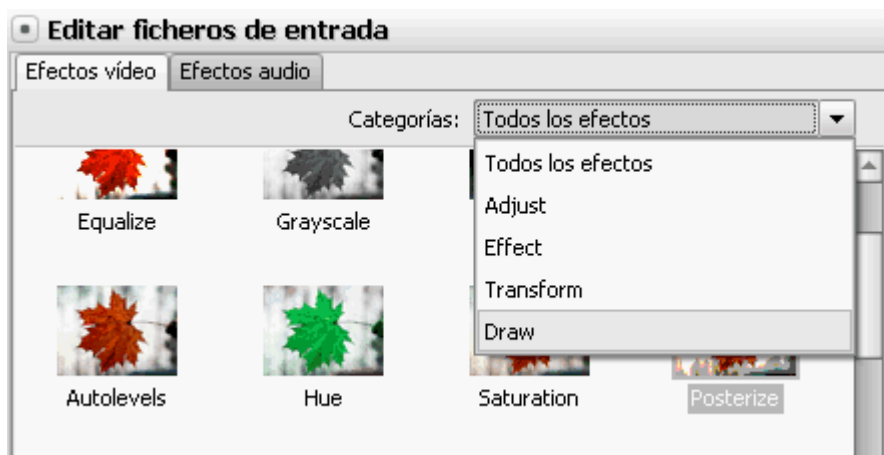 Editar ficheros de entrada
Efectos vídeo Efectos audio
Categorías: Todos los efectos
Todos los efectos
Adjust
Effect
Transform
Draw
Equalize Grayscale
Autolevels Hue Saturation Posterize